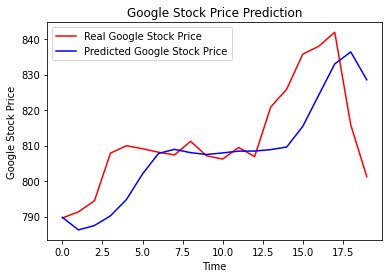 Google Stock Price Prediction
Real Google Stock Price
Predicted Google Stock Price
Google Stock Price
840
830
820
810
800
790
0.0 2.5 5.0 7.5 10.0 12.5 15.0 17.5
Time